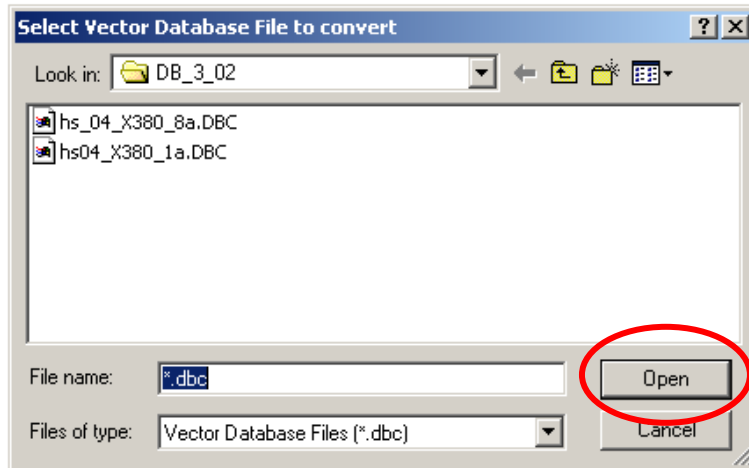 Select Vector Database File to convert
Look in: DB_3_02
hs_04_X380_8a.DBC
hs04_X380_1a.DBC
File name: *.dbc Open
Files of type: Vector Database Files (*.dbc) Cancel